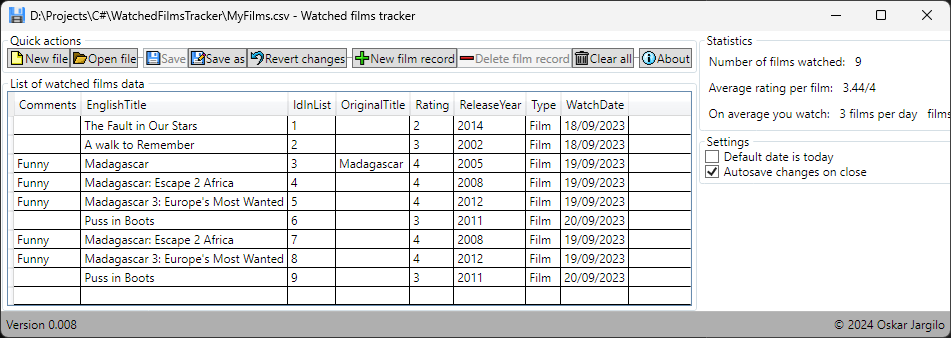 D:\Projects\C#\WatchedFilmsTracker\MyFilms.csv - Watched films tracker
Quick actions
New file Open file Save Save as Revert changes New film record Delete film record Clear all About
List of watched films data
Comments EnglishTitle IdInList OriginalTitle Rating ReleaseYear Type WatchDate
The Fault in Our Stars 1 2 2014 Film 18/09/2023
A walk to Remember 2 3 2002 Film 18/09/2023
Funny Madagascar 3 Madagascar 4 2005 Film 19/09/2023
Funny Madagascar: Escape 2 Africa 4 4 2008 Film 19/09/2023
Funny Madagascar 3: Europe's Most Wanted 5 4 2012 Film 19/09/2023
Puss in Boots 6 3 2011 Film 20/09/2023
Funny Madagascar: Escape 2 Africa 7 4 2008 Film 19/09/2023
Funny Madagascar 3: Europe's Most Wanted 8 4 2012 Film 19/09/2023
Puss in Boots 9 3 2011 Film 20/09/2023
Statistics
Number of films watched: 9
Average rating per film: 3.44/4
On average you watch: 3 films per day films
Settings
Default date is today
Autosave changes on close
Version 0.008
© 2024 Oskar Jargilo